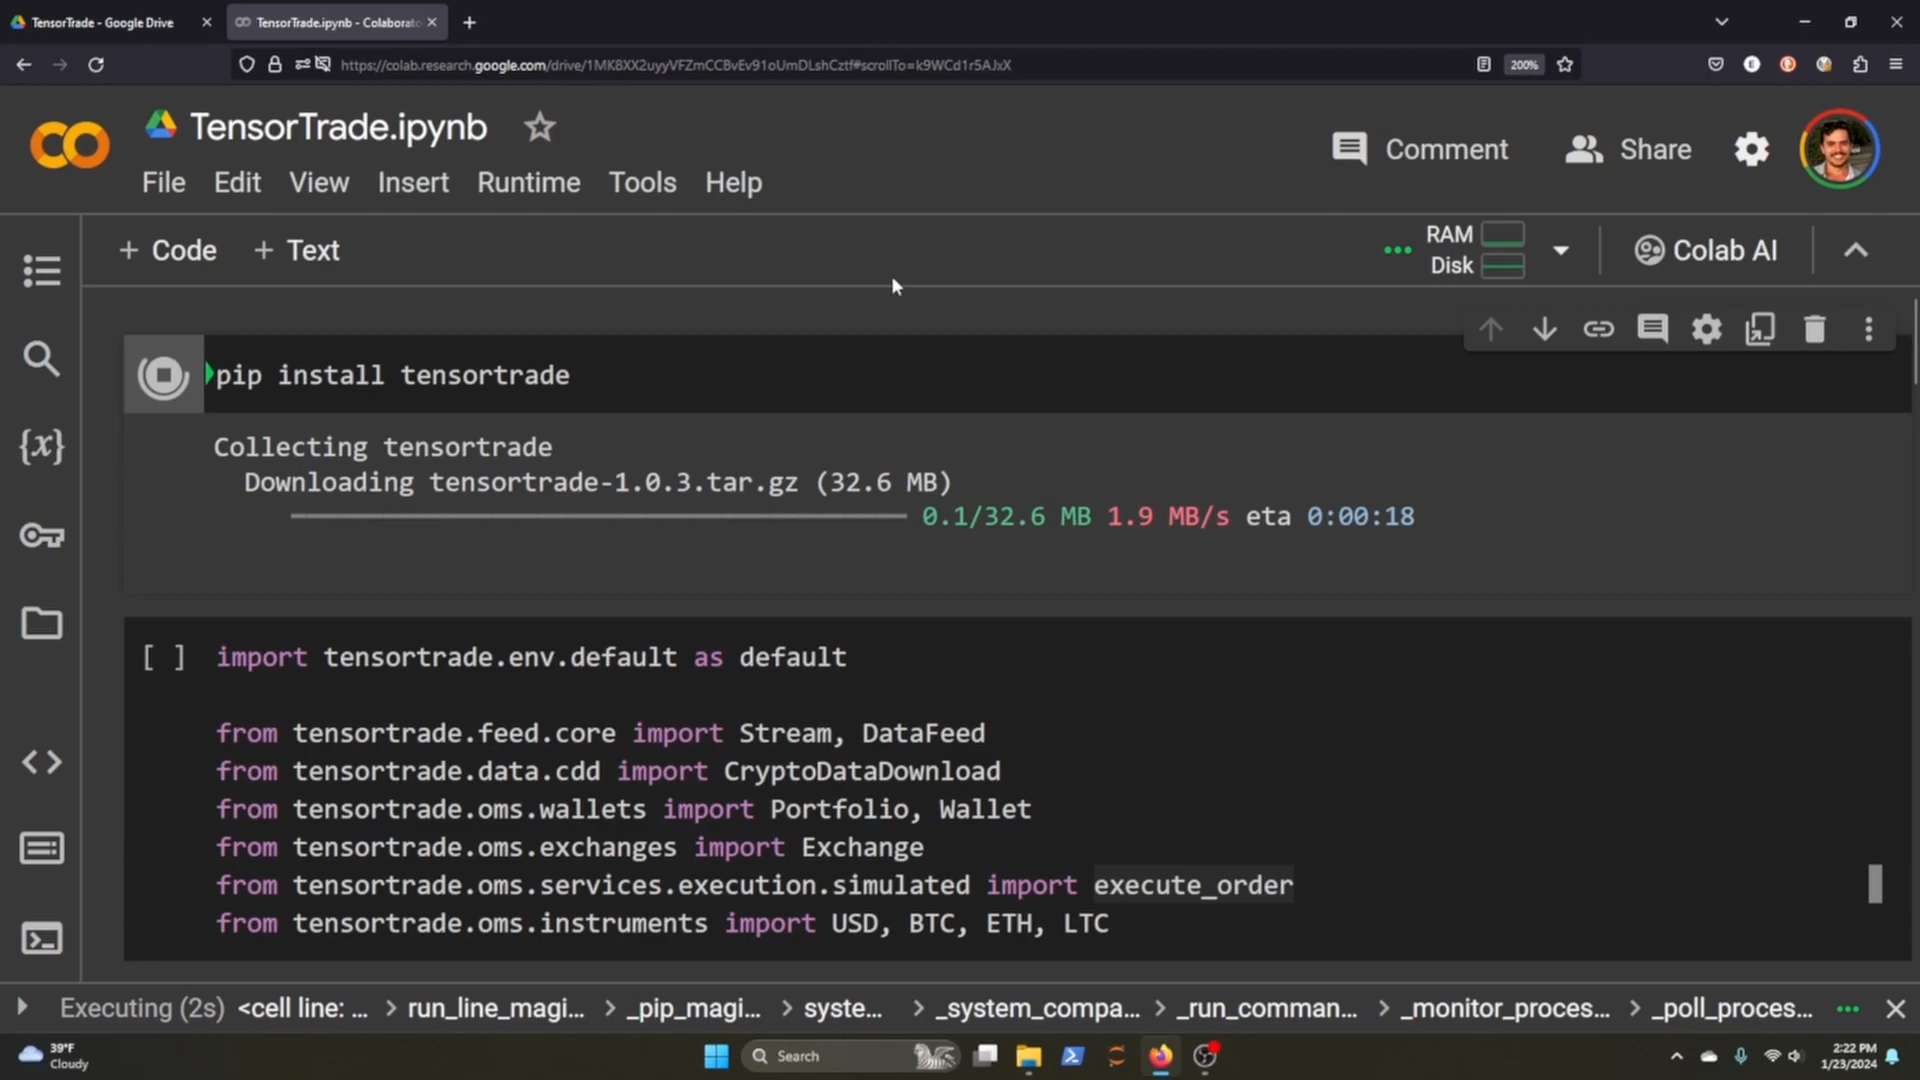 TensorTrade - Google Drive
TensorTrade.ipynb - Colaborato
https://colab.research.google.com/drive/1MK8XX2uyyVFZmCCBvEv91oUmDLshCztf#scrollTo=k9WCd1r5AJxX
200%
TensorTrade.ipynb
Comment
Share
File Edit View Insert Runtime Tools Help
+ Code + Text
RAM
Disk
Colab AI
pip install tensortrade
Collecting tensortrade
Downloading tensortrade-1.0.3.tar.gz (32.6 MB)
0.1/32.6 MB 1.9 MB/s eta 0:00:18
[ ] import tensortrade.env.default as default
from tensortrade.feed.core import Stream, DataFeed
from tensortrade.data.cdd import CryptoDataDownload
from tensortrade.oms.wallets import Portfolio, Wallet
from tensortrade.oms.exchanges import Exchange
from tensortrade.oms.services.execution.simulated import execute_order
from tensortrade.oms.instruments import USD, BTC, ETH, LTC
Executing (2s) <cell line: ... > run_line_magi... > _pip_magi... > syste... > _system_compa... > _run_comman... > _monitor_proces... > _poll_proces...
39°F
Cloudy
Search
2:22 PM
1/23/2024